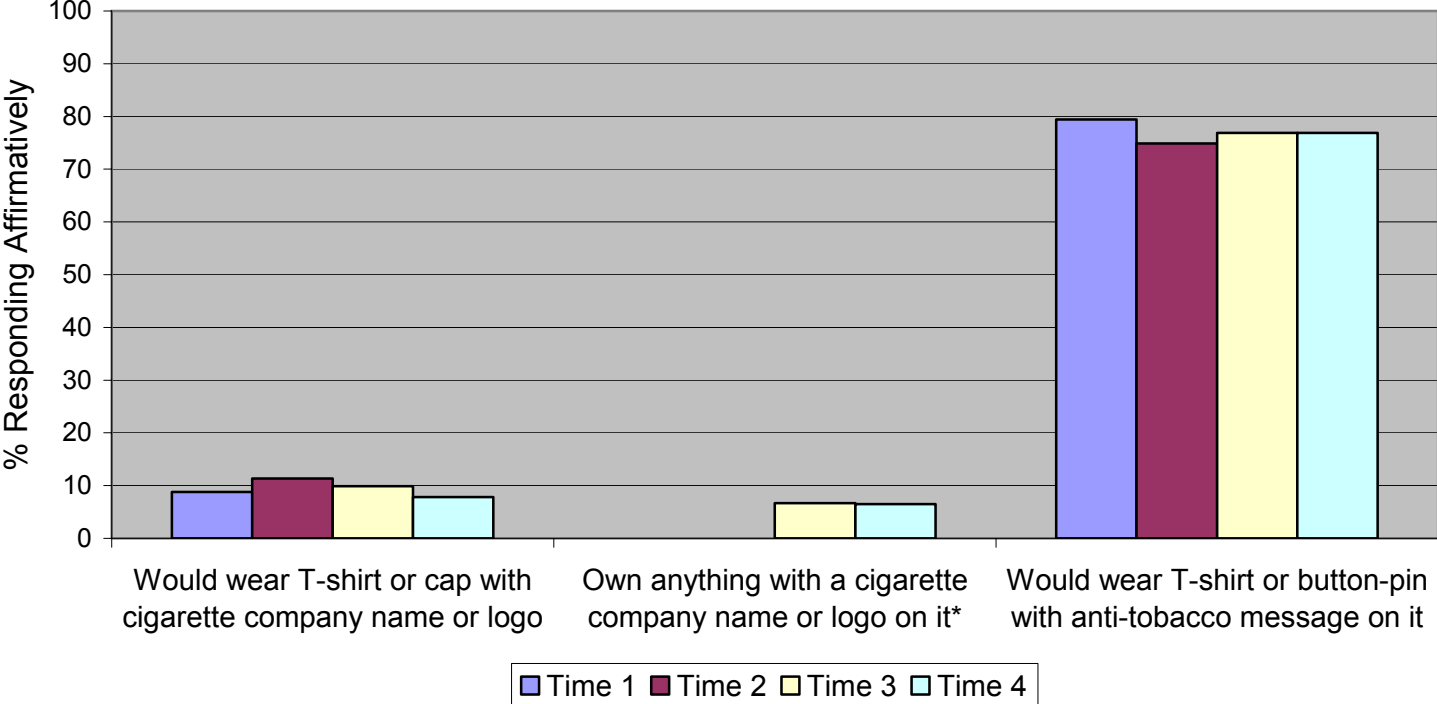 100
90
80
70
60
50
40
30
20
10
0
% Responding Affirmatively
Would wear T-shirt or cap with
cigarette company name or logo
Own anything with a cigarette
company name or logo on it*
Would wear T-shirt or button-pin
with anti-tobacco message on it
Time 1 Time 2 Time 3 Time 4